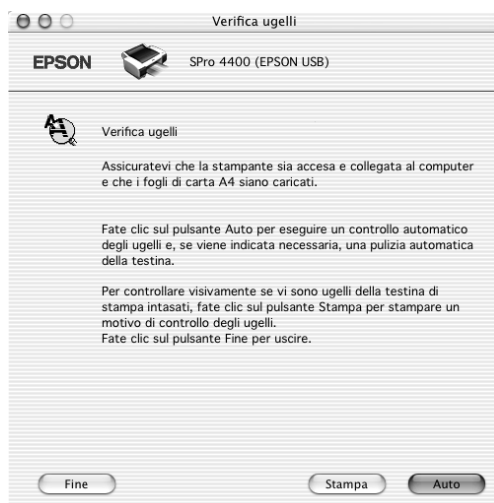 Verifica ugelli
EPSON
SPro 4400 (EPSON USB)
Verifica ugelli
Assicuratevi che la stampante sia accesa e collegata al computer
e che i fogli di carta A4 siano caricati.
Fate clic sul pulsante Auto per eseguire un controllo automatico
degli ugelli e, se viene indicata necessaria, una pulizia automatica
della testina.
Per controllare visivamente se vi sono ugelli della testina di
stampa intasati, fate clic sul pulsante Stampa per stampare un
motivo di controllo degli ugelli.
Fate clic sul pulsante Fine per uscire.
Fine
Stampa
Auto